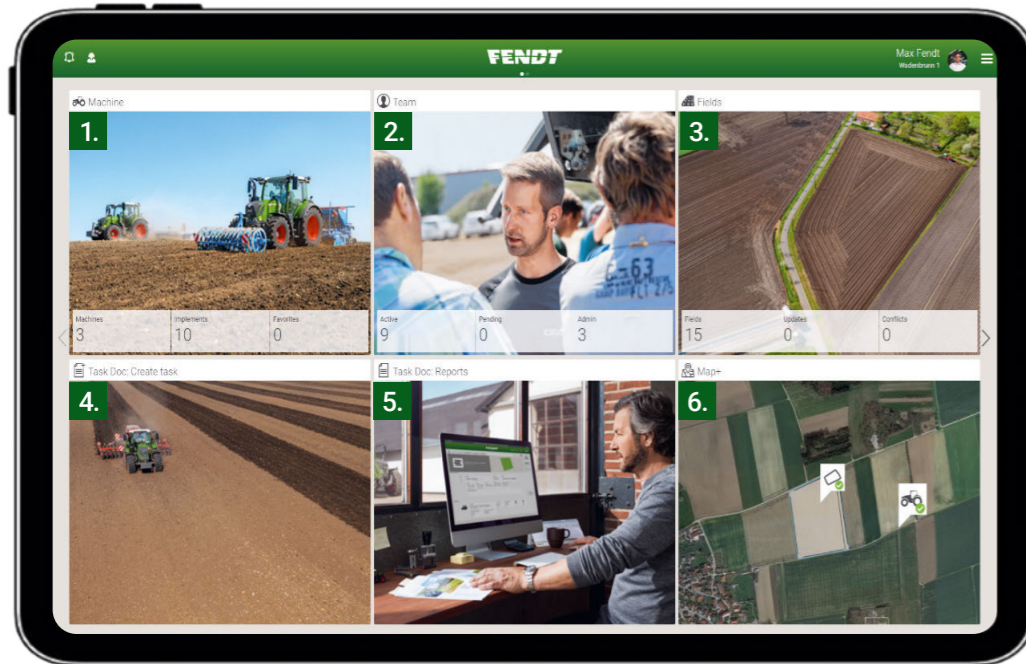 FENDT
Max Fendt
Wadenbrunn 1
Machine
1.
Machines
3
Implements
10
Favorites
0
Team
2.
Active
9
Pending
0
Admin
3
Fields
3.
Fields
15
Updates
0
Conflicts
0
Task Doc: Create task
4.
Task Doc: Reports
5.
Map+
6.